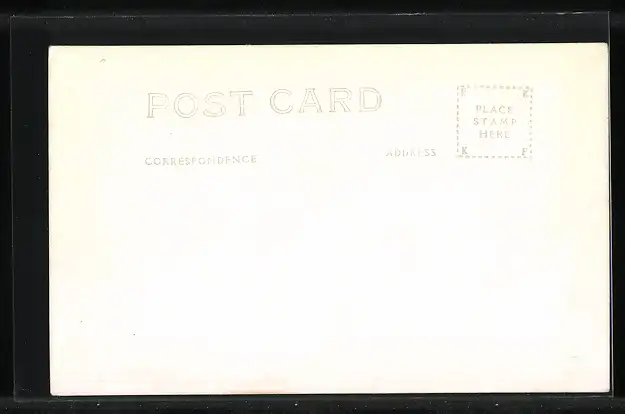 POST CARD
E K
PLACE
STAMP
HERE
K F
CORRESPONDENCE
ADDRESS